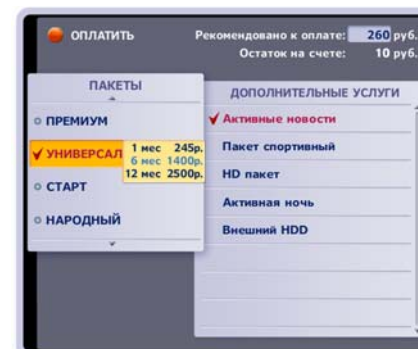 ОПЛАТИТЬ
Рекомендовано к оплате: 260 руб.
Остаток на счете: 10 руб.
ПАКЕТЫ
ПРЕМИУМ
УНИВЕРСАЛ
1 мес 245р.
6 мес 1400р.
12 мес 2500р.
СТАРТ
НАРОДНЫЙ
ДОПОЛНИТЕЛЬНЫЕ УСЛУГИ
Активные новости
Пакет спортивный
HD пакет
Активная ночь
Внешний HDD